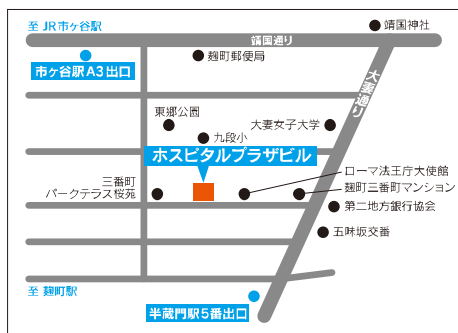 至 JR市ヶ谷駅
靖国神社
靖国通り
麹町郵便局
市ヶ谷駅A3出口
大妻通り
東郷公園
大妻女子大学
九段小
ホスピタルプラザビル
ローマ法王庁大使館
三番町
パークテラス桜苑
麹町三番町マンション
第二地方銀行協会
五味坂交番
至 麹町駅
半蔵門駅5番出口